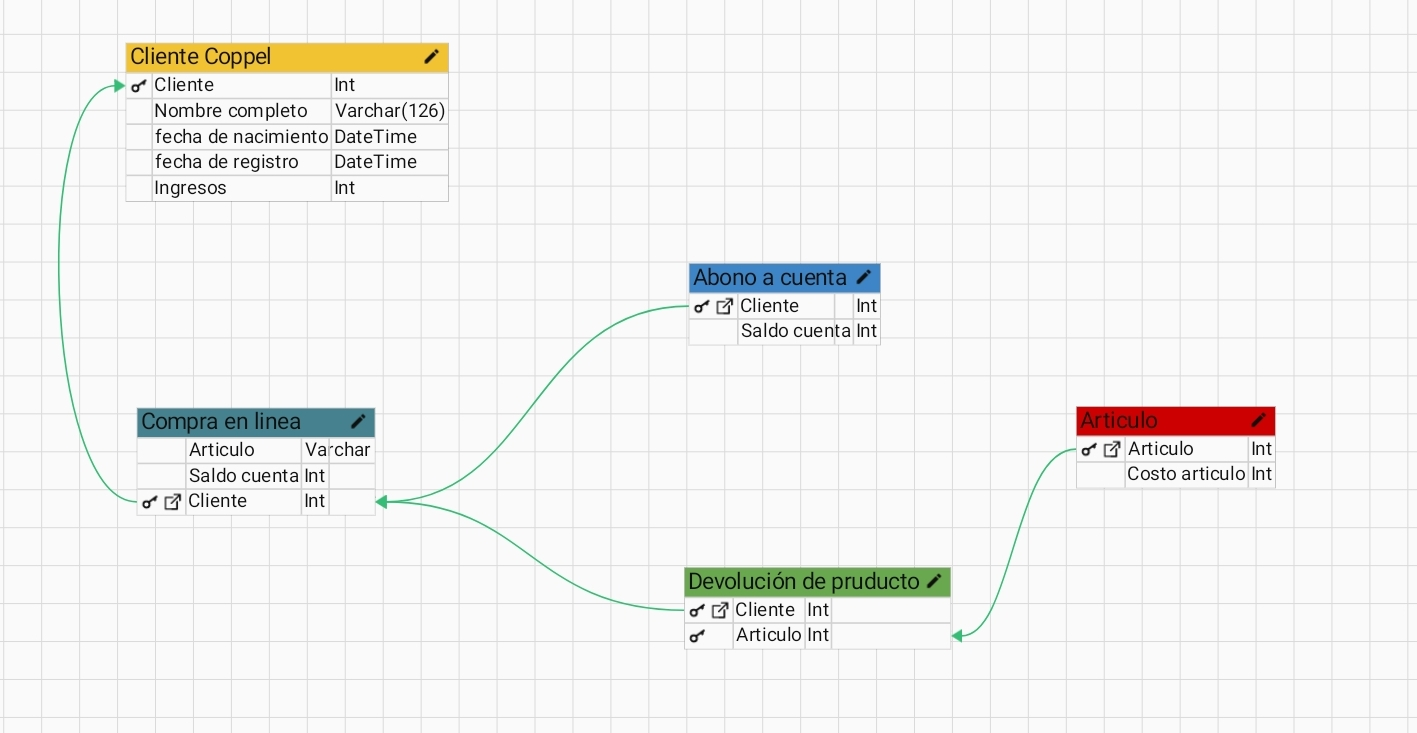 Cliente Coppel
Cliente Int
Nombre completo Varchar(126)
fecha de nacimiento DateTime
fecha de registro DateTime
Ingresos Int
Abono a cuenta
Cliente Int
Saldo cuenta Int
Compra en linea
Articulo Varchar
Saldo cuenta Int
Cliente Int
Articulo
Articulo Int
Costo articulo Int
Devolución de pruducto
Cliente Int
Articulo Int